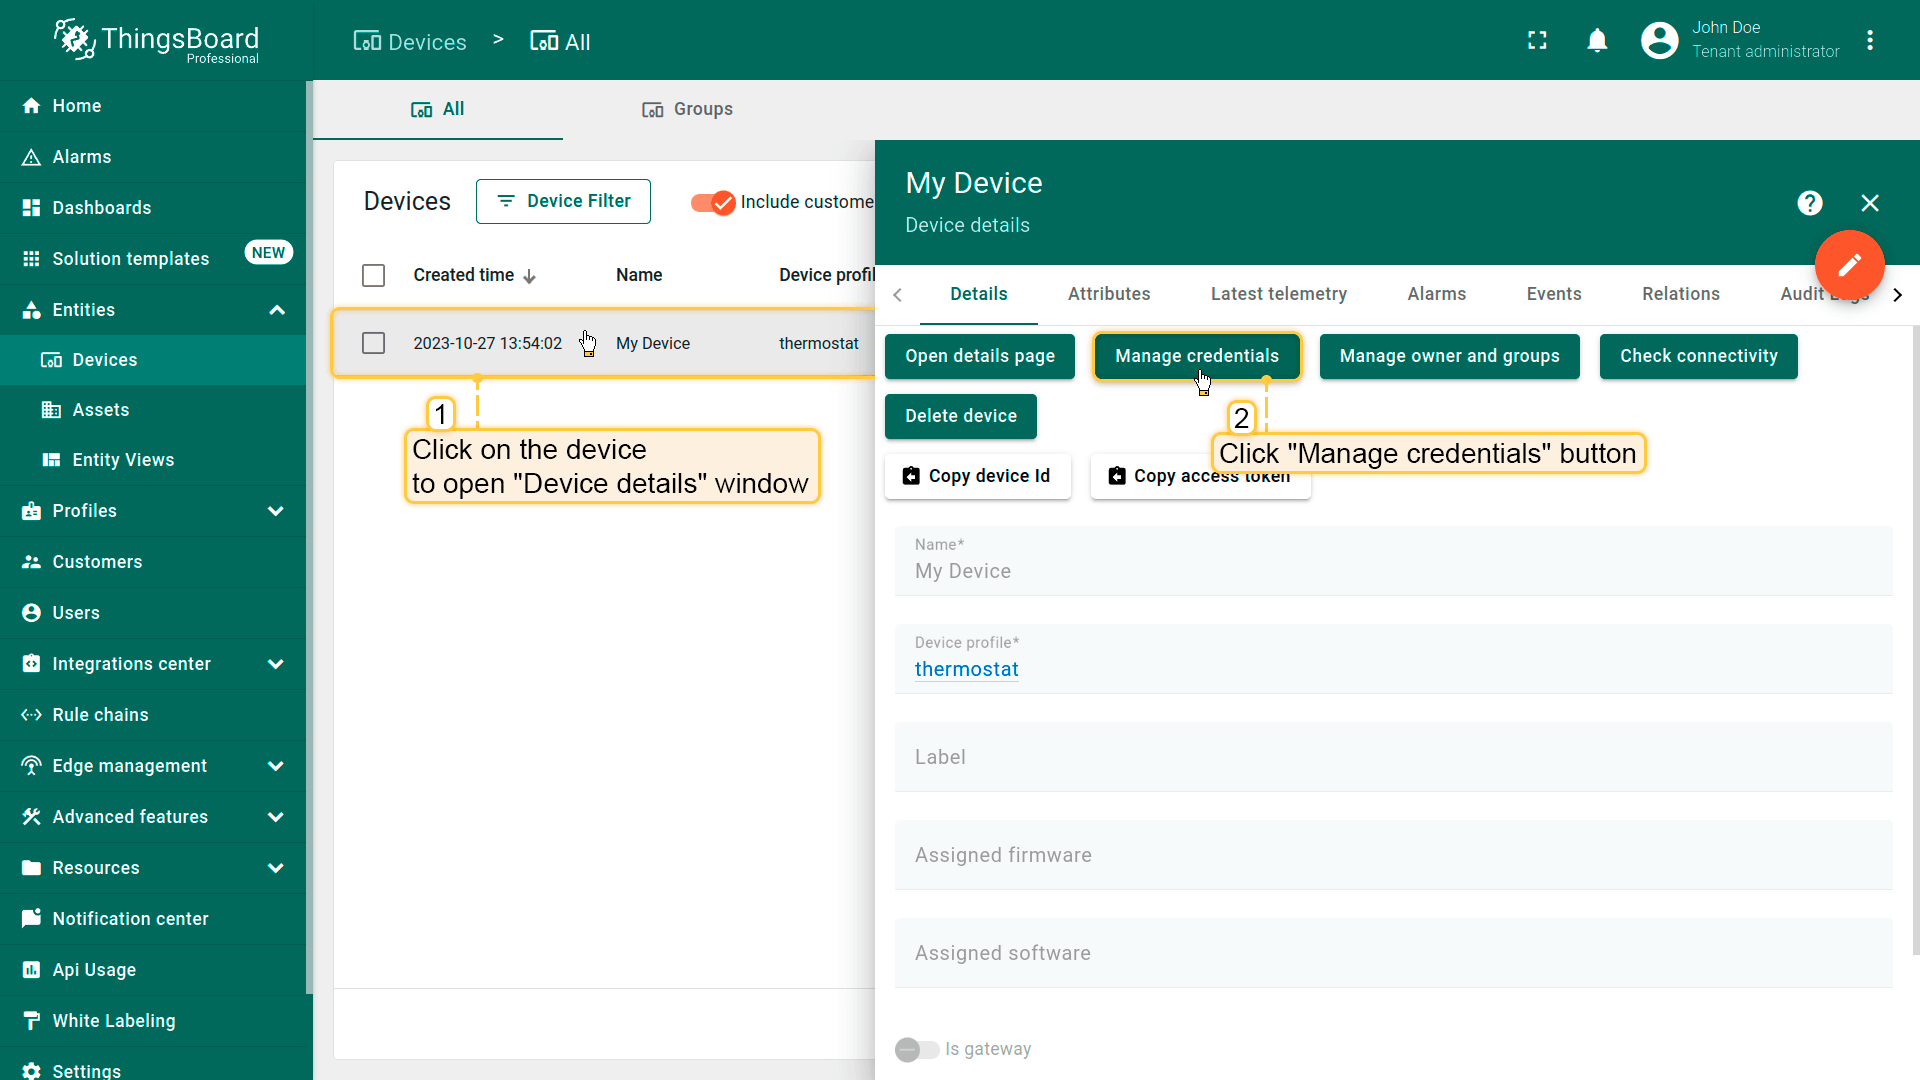 ThingsBoard
Professional
Devices > All
John Doe
Tenant administrator
Home
Alarms
Dashboards
Solution templates NEW
Entities
Devices
Assets
Entity Views
Profiles
Customers
Users
Integrations center
Rule chains
Edge management
Advanced features
Resources
Notification center
Api Usage
White Labeling
Settings
All Groups
Devices Device Filter Include custome
Created time Name Device profil
2023-10-27 13:54:02 My Device thermostat
1
Click on the device
to open "Device details" window
My Device
Device details
Details Attributes Latest telemetry Alarms Events Relations Audit
Open details page Manage credentials Manage owner and groups Check connectivity
Delete device
2
Click "Manage credentials" button
Copy device Id Copy access token
Name*
My Device
Device profile*
thermostat
Label
Assigned firmware
Assigned software
Is gateway